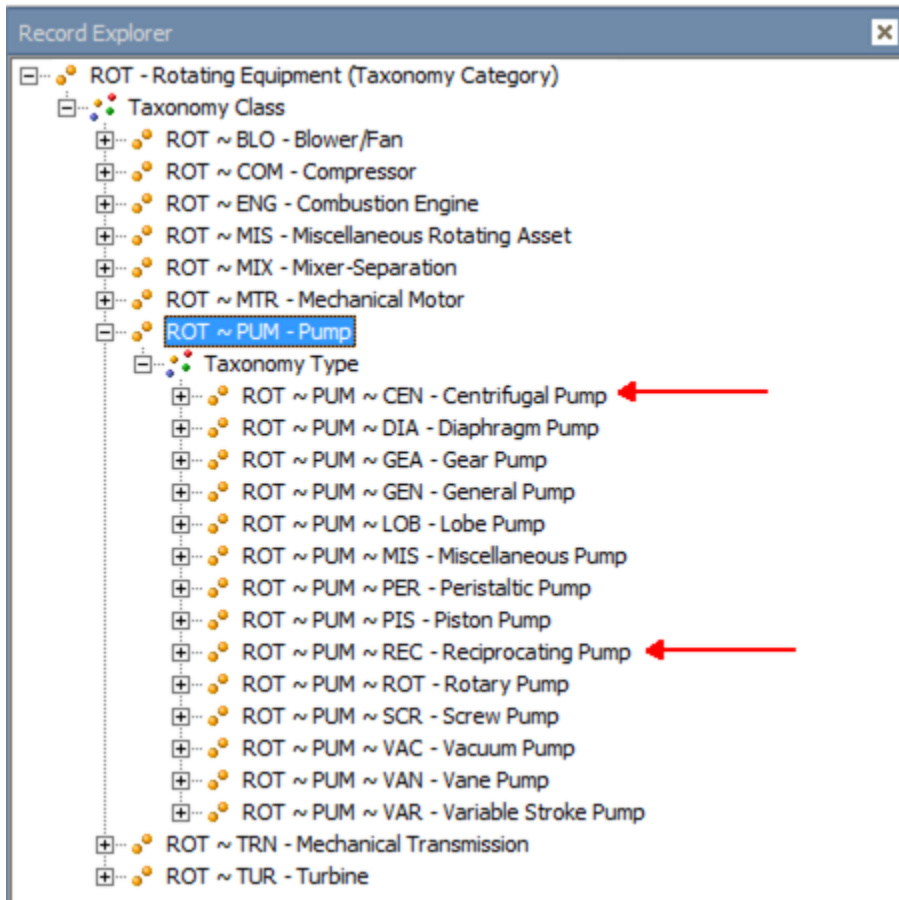 Record Explorer
ROT - Rotating Equipment (Taxonomy Category)
Taxonomy Class
ROT ~ BLO - Blower/Fan
ROT ~ COM - Compressor
ROT ~ ENG - Combustion Engine
ROT ~ MIS - Miscellaneous Rotating Asset
ROT ~ MIX - Mixer-Separation
ROT ~ MTR - Mechanical Motor
ROT ~ PUM - Pump
Taxonomy Type
ROT ~ PUM ~ CEN - Centrifugal Pump
ROT ~ PUM ~ DIA - Diaphragm Pump
ROT ~ PUM ~ GEA - Gear Pump
ROT ~ PUM ~ GEN - General Pump
ROT ~ PUM ~ LOB - Lobe Pump
ROT ~ PUM ~ MIS - Miscellaneous Pump
ROT ~ PUM ~ PER - Peristaltic Pump
ROT ~ PUM ~ PIS - Piston Pump
ROT ~ PUM ~ REC - Reciprocating Pump
ROT ~ PUM ~ ROT - Rotary Pump
ROT ~ PUM ~ SCR - Screw Pump
ROT ~ PUM ~ VAC - Vacuum Pump
ROT ~ PUM ~ VAN - Vane Pump
ROT ~ PUM ~ VAR - Variable Stroke Pump
ROT ~ TRN - Mechanical Transmission
ROT ~ TUR - Turbine